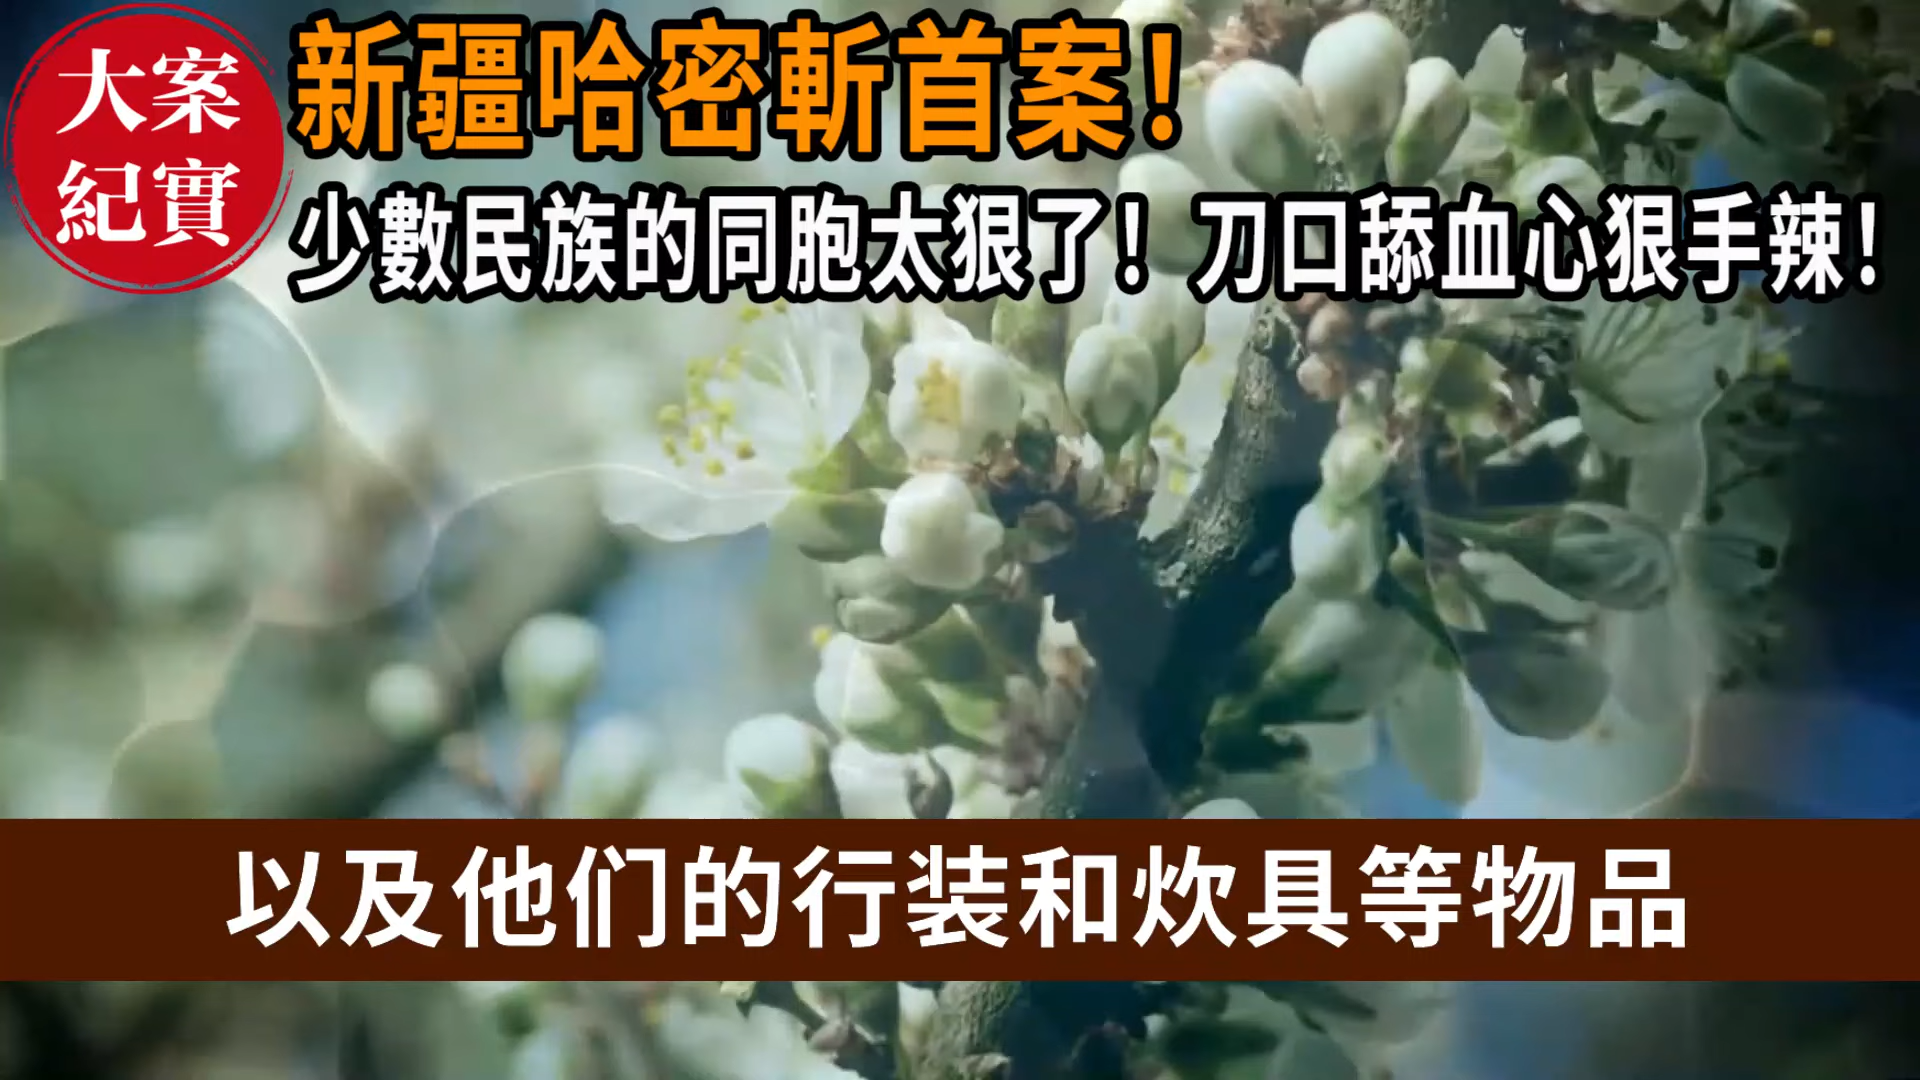 大案
紀實
新疆哈密斬首案！
少數民族的同胞太狠了！刀口舔血心狠手辣！
以及他们的行装和炊具等物品